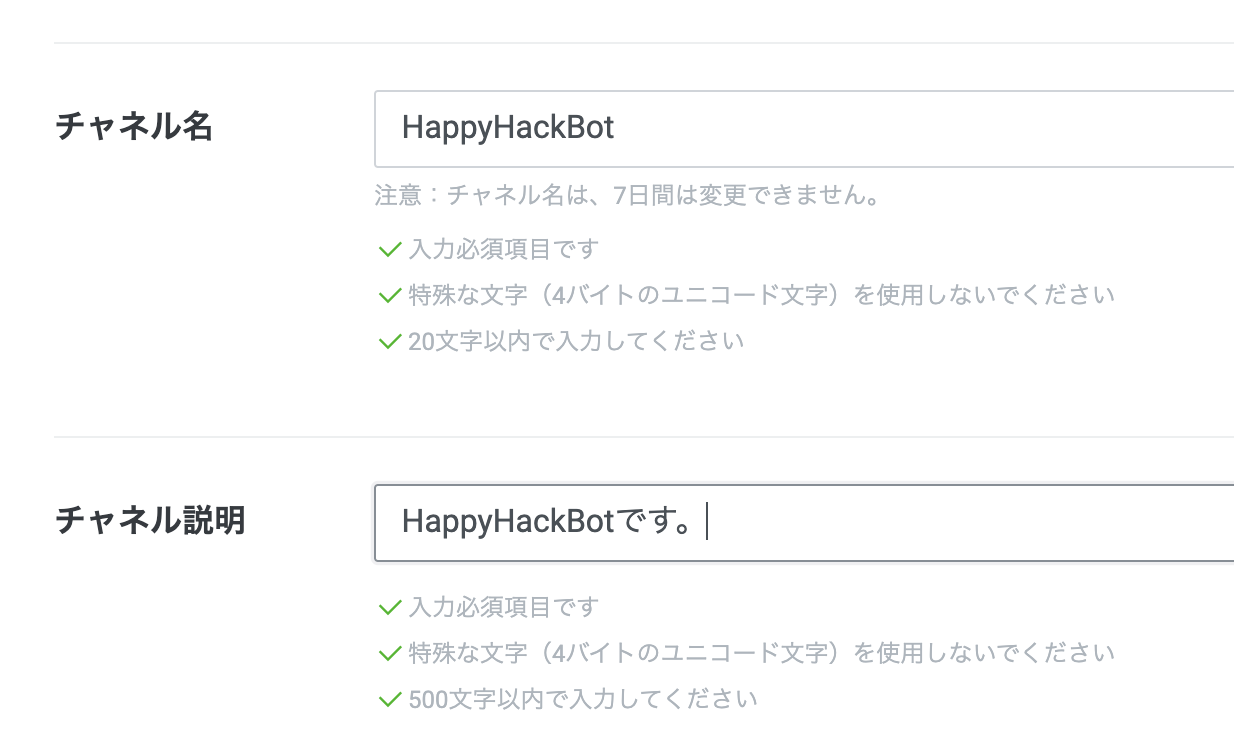 チャネル名
HappyHackBot
注意：チャネル名は、7日間は変更できません。
入力必須項目です
特殊な文字（4バイトのユニコード文字）を使用しないでください
20文字以内で入力してください
チャネル説明
HappyHackBotです。
入力必須項目です
特殊な文字（4バイトのユニコード文字）を使用しないでください
500文字以内で入力してください